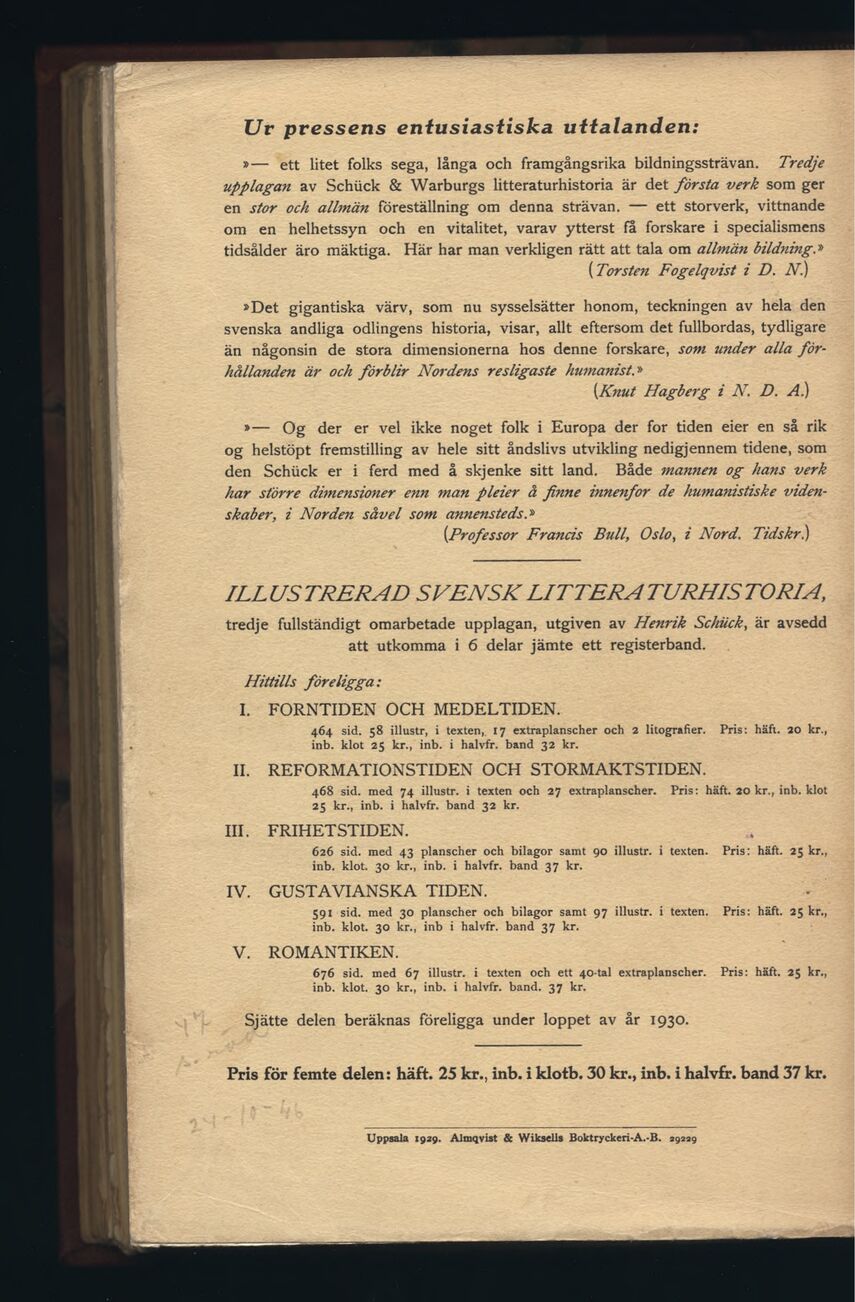 Ur pressens entusiastiska uttalanden:
»— ett litet folks sega, långa och framgångsrika bildningssträvan. Tredje
upplagan av Schück & Warburgs litteraturhistoria är det första verk som ger
en stor och allmän föreställning om denna strävan. — ett storverk, vittnande
om en helhetssyn och en vitalitet, varav ytterst få forskare i specialismens
tidsålder äro mäktiga. Här har man verkligen rätt att tala om allmän bildning.»
(Torsten Fogelqvist i D. N.)
»Det gigantiska värv, som nu sysselsätter honom, teckningen av hela den
svenska andliga odlingens historia, visar, allt eftersom det fullbordas, tydligare
än någonsin de stora dimensionerna hos denne forskare, som under alla för-
hållanden är och förblir Nordens resligaste humanist.»
(Knut Hagberg i N. D. A.)
»— Og der er vel ikke noget folk i Europa der for tiden eier en så rik
og helstöpt fremstilling av hele sitt åndslivs utvikling nedigjennem tidene, som
den Schück er i ferd med å skjenke sitt land. Både mannen og hans verk
har större dimensioner enn man pleier å finne innenfor de humanistiske viden-
skaber, i Norden såvel som annensteds.»
(Professor Francis Bull, Oslo, i Nord. Tidskr.)
ILLUSTRERAD SVENSK LITTERATURHISTORIA,
tredje fullständigt omarbetade upplagan, utgiven av Henrik Schück, är avsedd
att utkomma i 6 delar jämte ett registerband.
Hittills föreligga:
I. FORNTIDEN OCH MEDELTIDEN.
464 sid. 58 illustr, i texten, 17 extraplanscher och 2 litografier. Pris: häft. 20 kr.,
inb. klot 25 kr., inb. i halvfr. band 32 kr.
II. REFORMATIONSTIDEN OCH STORMAKTSTIDEN.
468 sid. med 74 illustr. i texten och 27 extraplanscher. Pris: häft. 20 kr., inb. klot
25 kr., inb. i halvfr. band 32 kr.
III. FRIHETSTIDEN.
626 sid. med 43 planscher och bilagor samt 90 illustr. i texten. Pris: häft. 25 kr.,
inb. klot. 30 kr., inb. i halvfr. band 37 kr.
IV. GUSTAVIANSKA TIDEN.
591 sid. med 30 planscher och bilagor samt 97 illustr. i texten. Pris: häft. 25 kr.,
inb. klot. 30 kr., inb i halvfr. band 37 kr.
V. ROMANTIKEN.
676 sid. med 67 illustr. i texten och ett 40-tal extraplanscher. Pris: häft. 25 kr.,
inb. klot. 30 kr., inb. i halvfr. band. 37 kr.
Sjätte delen beräknas föreligga under loppet av år 1930.
Pris för femte delen: häft. 25 kr., inb. i klotb. 30 kr., inb. i halvfr. band 37 kr.
24-10-46
Uppsala 1929. Almqvist & Wiksells Boktryckeri-A.-B. 29229